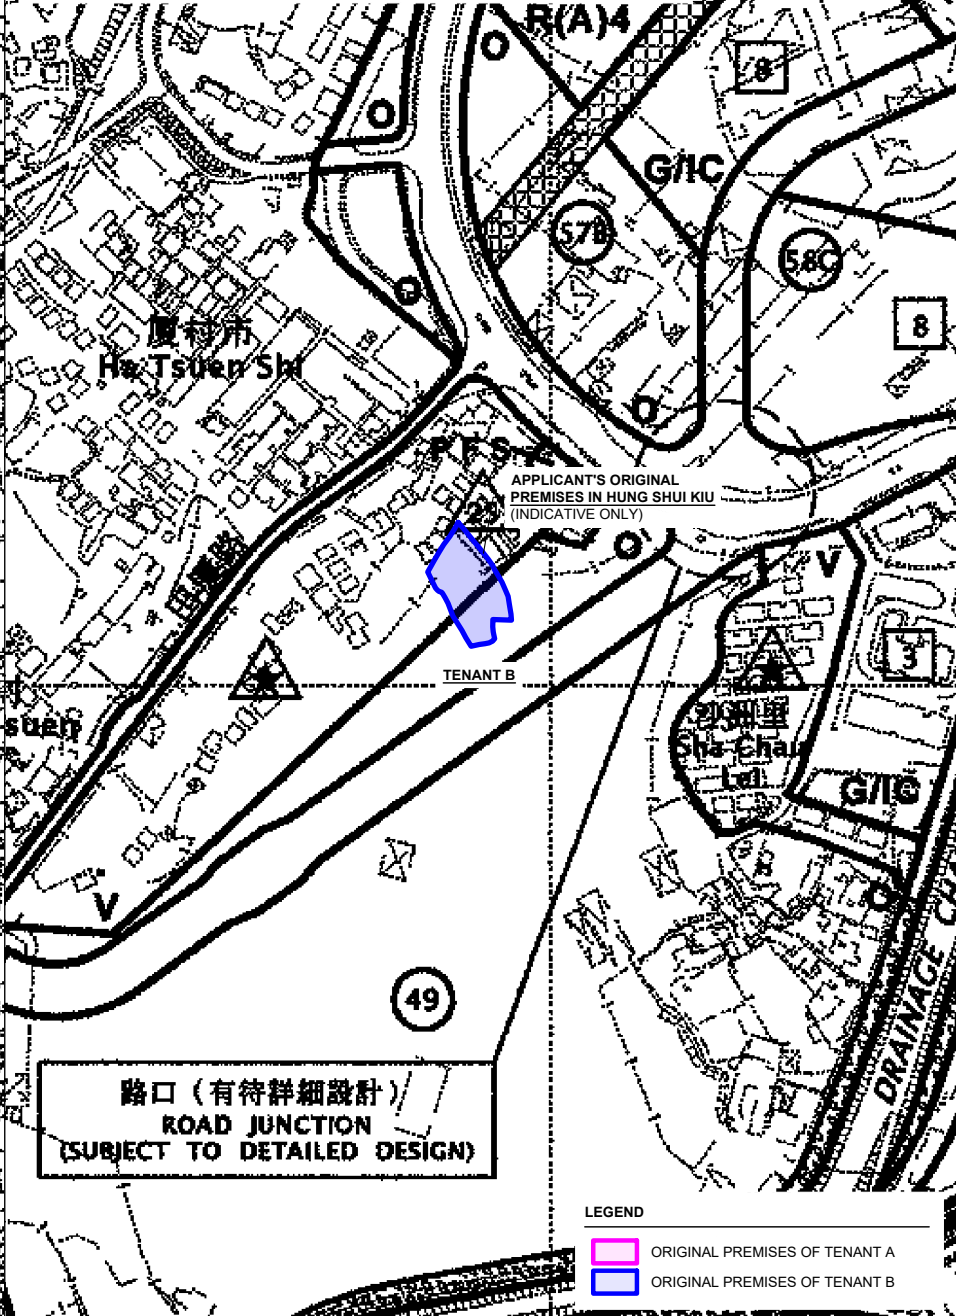 R(A)4
O
8
O
G/IC
57B
58C
O
8
厦村市
Ha Tsuen Shi
O
P F S
APPLICANT'S ORIGINAL
PREMISES IN HUNG SHUI KIU
(INDICATIVE ONLY)
O
V
3
TENANT B
suen
沙洲里
Sha Chau
Lei
G/IC
V
O
49
DRAINAGE
路口（有待詳細設計）
ROAD JUNCTION
(SUBJECT TO DETAILED DESIGN)
LEGEND
ORIGINAL PREMISES OF TENANT A
ORIGINAL PREMISES OF TENANT B